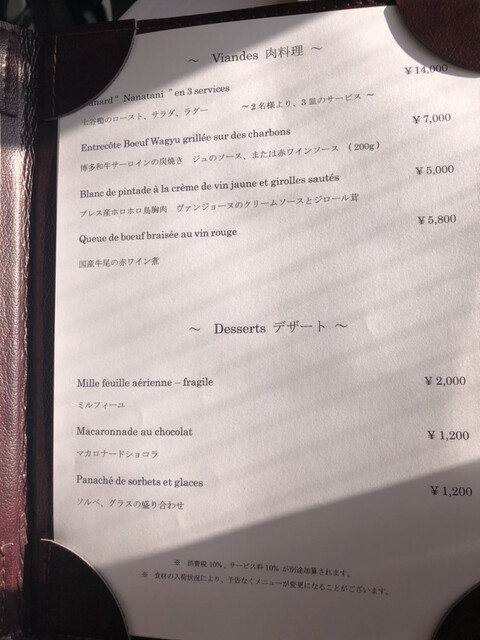 ～ Viandes 肉料理 ～
nard" Nanatani "en 3 services ¥14,000
七谷鴨のロースト、サラダ、ラグー ～2名様より、3皿のサービス～
Entrecôte Boeuf Wagyu grillée sur des charbons ¥7,000
博多和牛サーロインの炭焼き ジュのソース、または赤ワインソース (200g)
Blanc de pintade à la crème de vin jaune et girolles sautés ¥5,000
ブレス産ホロホロ鳥胸肉 ヴァンジョーヌのクリームソースとジロール茸
Queue de boeuf braisée au vin rouge ¥5,800
国産牛尾の赤ワイン煮
～ Desserts デザート ～
Mille feuille aérienne – fragile ¥2,000
ミルフィーユ
Macaronnade au chocolat ¥1,200
マカロナードショコラ
Panaché de sorbets et glaces ¥1,200
ソルベ、グラスの盛り合わせ
※ 消費税10%、サービス料10% が別途加算されます。
※ 食材の入荷状況により、予告なくメニューが変更になることがございます。